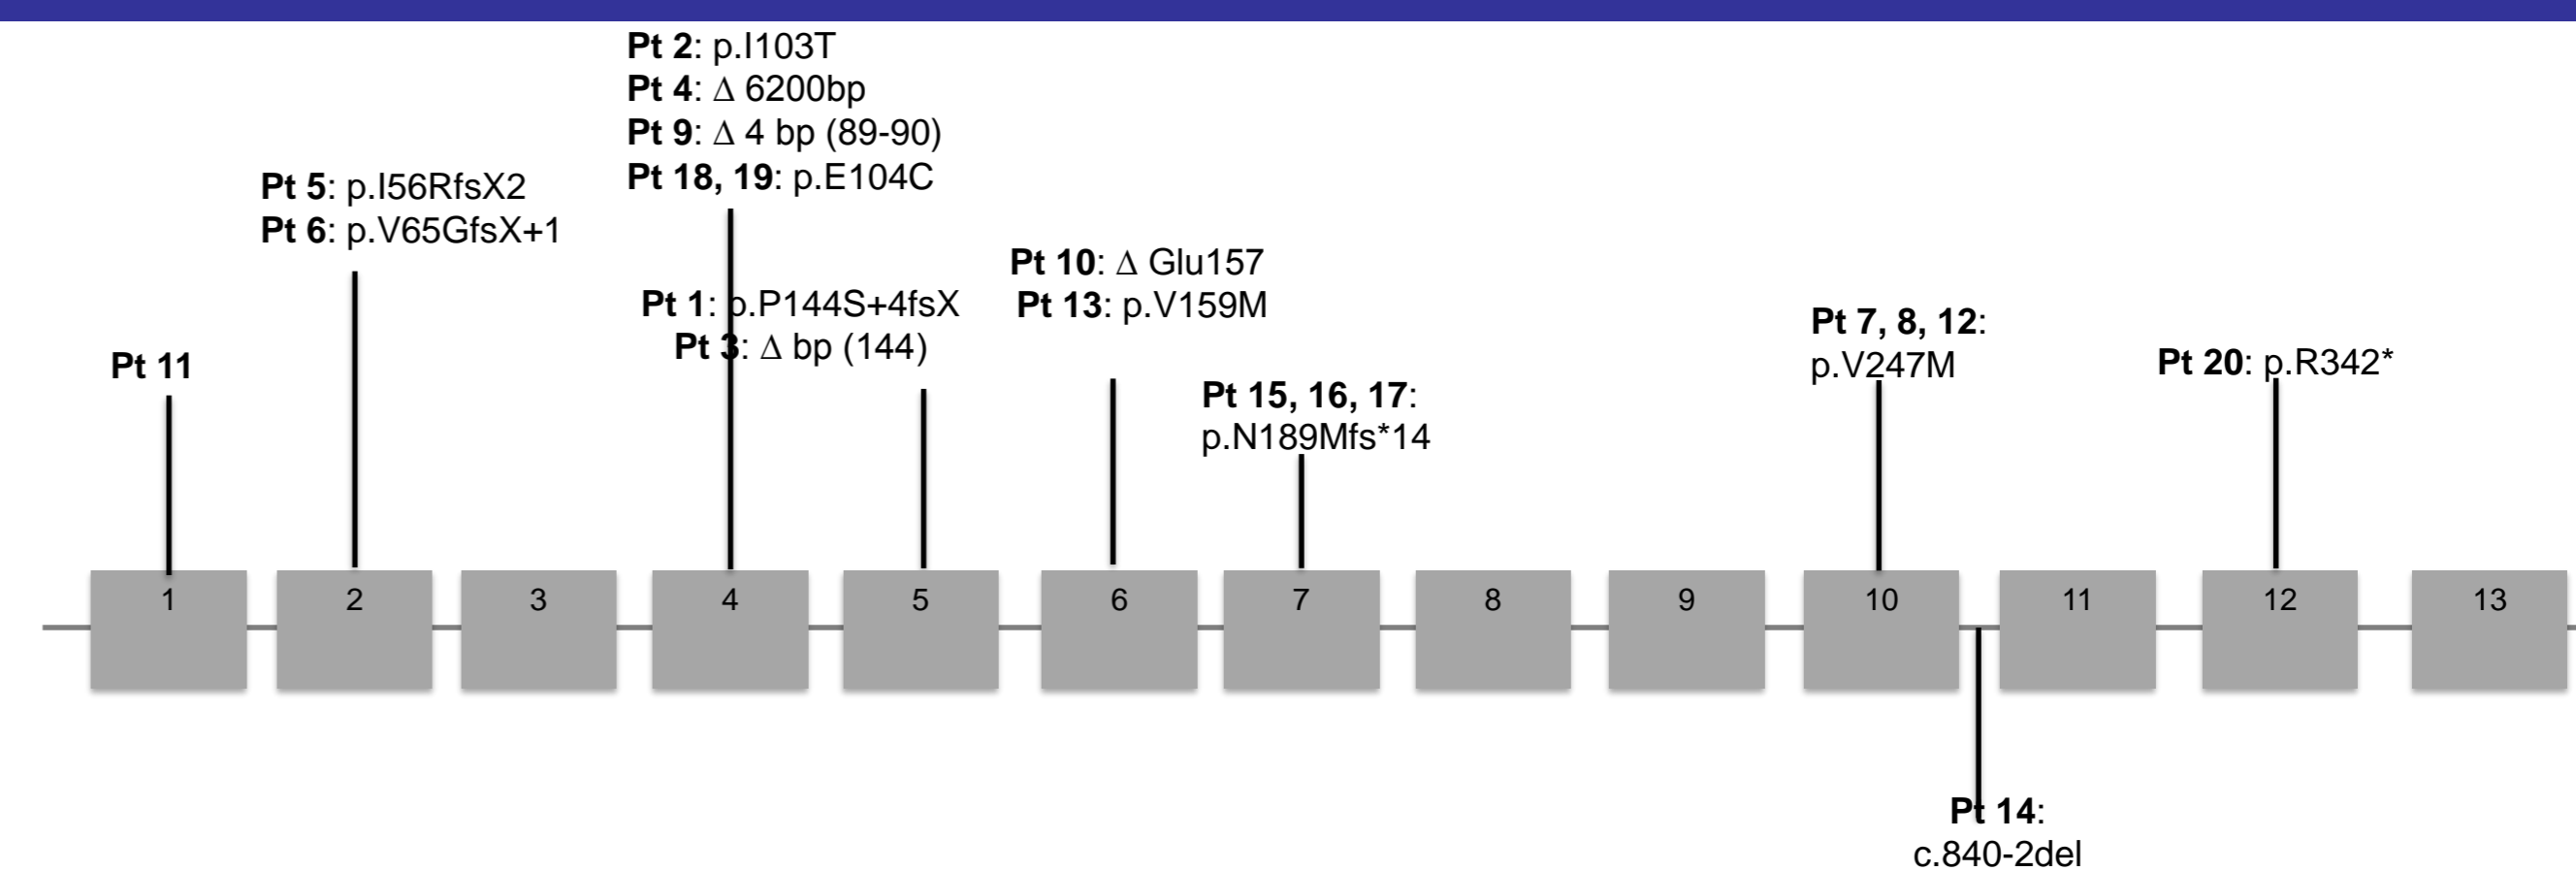 Pt 2: p.I103T
Pt 4: Δ 6200bp
Pt 9: Δ 4 bp (89-90)
Pt 18, 19: p.E104C
Pt 5: p.I56RfsX2
Pt 6: p.V65GfsX+1
Pt 1: p.P144S+4fsX
Pt 3: Δ bp (144)
Pt 10: Δ Glu157
Pt 13: p.V159M
Pt 11
Pt 15, 16, 17:
p.N189Mfs*14
Pt 7, 8, 12:
p.V247M
Pt 20: p.R342*
1 2 3 4 5 6 7 8 9 10 11 12 13
Pt 14:
c.840-2del